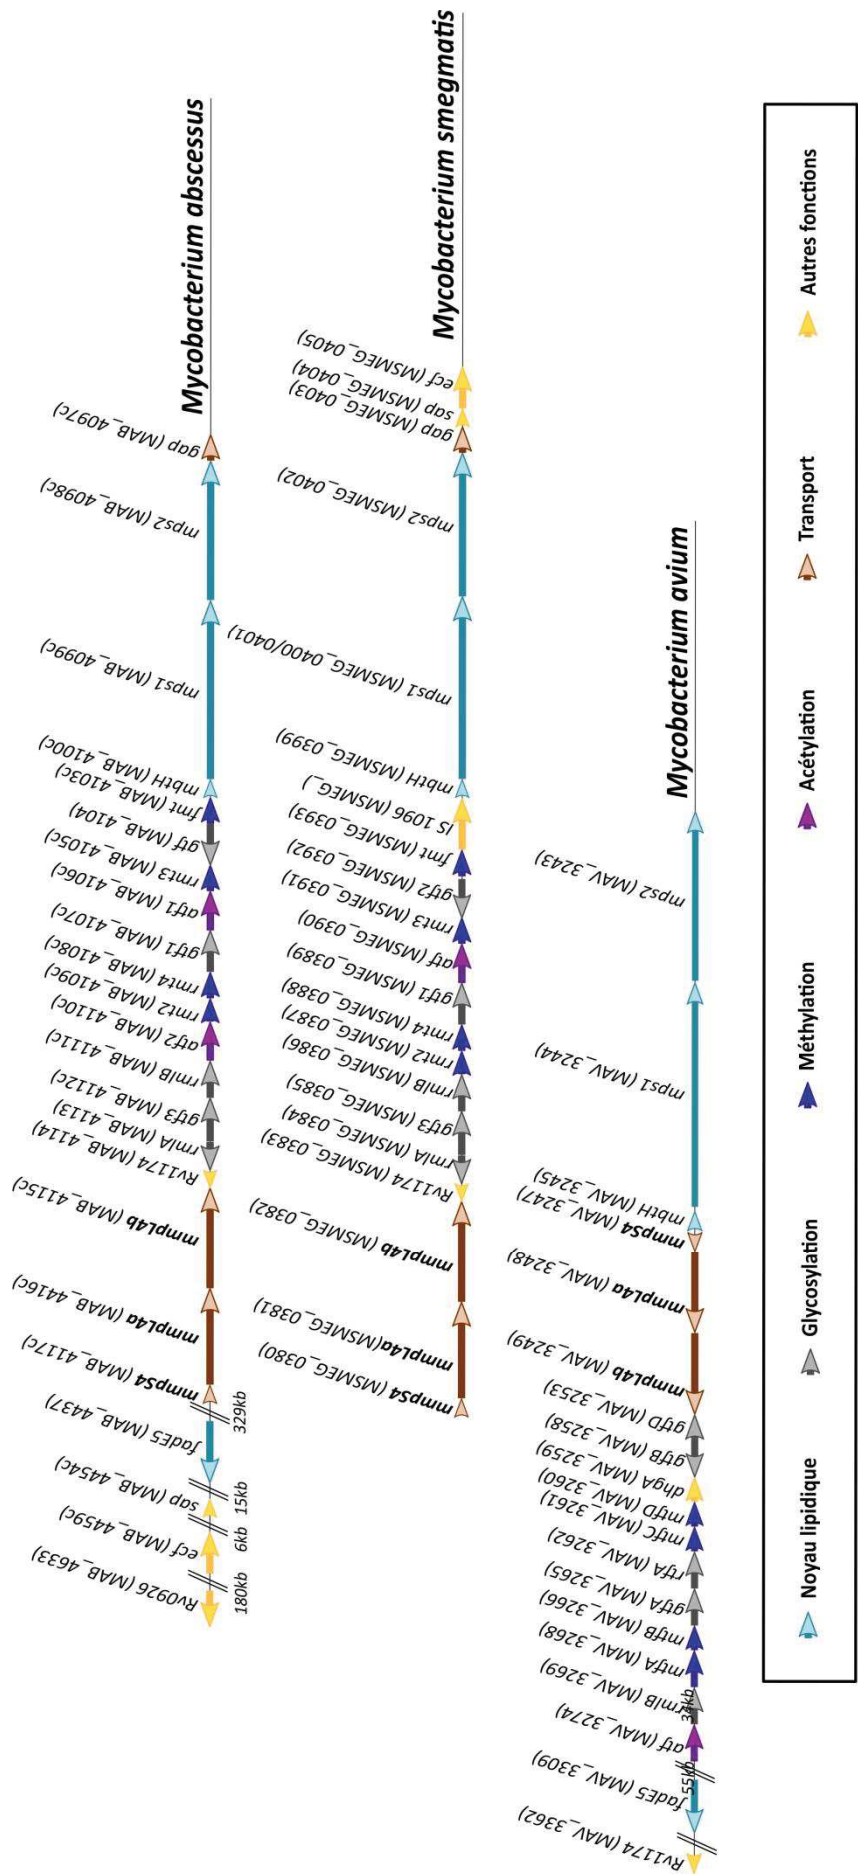 Mycobacterium abscessus
Rv0926 (MAB_4633)
ecf (MAB_4459c)
sap (MAB_4454c)
fadE5 (MAB_4437)
mmpS4 (MAB_4117c)
mmpL4a (MAB_4416c)
mmpL4b (MAB_4115c)
Rv1174 (MAB_4114)
rmlA (MAB_4113)
gtf3 (MAB_4112c)
rmlB (MAB_4111c)
atf2 (MAB_4110c)
rmt2 (MAB_4109c)
rmt4 (MAB_4108c)
gtf1 (MAB_4107c)
atf1 (MAB_4106c)
rmt3 (MAB_4105c)
gtf (MAB_4104)
fmt (MAB_4103c)
mbtH (MAB_4100c)
mps1 (MAB_4099c)
mps2 (MAB_4098c)
gap (MAB_4097c)
180kb
6kb
15kb
329kb
Mycobacterium smegmatis
mmpS4 (MSMEG_0380)
mmpL4a(MSMEG_0381)
mmpL4b (MSMEG_0382)
Rv1174 (MSMEG_0383)
rmlA (MSMEG_0384)
gtf3 (MSMEG_0385)
rmlB (MSMEG_0386)
rmt2 (MSMEG_0387)
rmt4 (MSMEG_0388)
gtf1 (MSMEG_0389)
atf (MSMEG_0390)
rmt3 (MSMEG_0391)
gtf2 (MSMEG_0392)
fmt (MSMEG_0393)
IS 1096 (MSMEG_)
mbtH (MSMEG_0399)
mps1 (MSMEG_0400/0401)
mps2 (MSMEG_0402)
gap (MSMEG_0403)
sap (MSMEG_0404)
ecf (MSMEG_0405)
Mycobacterium avium
Rv1174 (MAV_3362)
fadE5 (MAV_3309)
atf (MAV_3274)
rmlB (MAV_3269)
mtfA (MAV_3268)
mtfB (MAV_3266)
gtfA (MAV_3265)
rtfA (MAV_3262)
mtfC (MAV_3261)
mtfD (MAV_3260)
dhgA (MAV_3259)
gtfB (MAV_3258)
gtfD (MAV_3253)
mmpL4b (MAV_3249)
mmpL4a (MAV_3248)
mmpS4 (MAV_3247)
mbtH (MAV_3245)
mps1 (MAV_3244)
mps2 (MAV_3243)
55kb
34kb
Noyau lipidique
Glycosylation
Méthylation
Acétylation
Transport
Autres fonctions